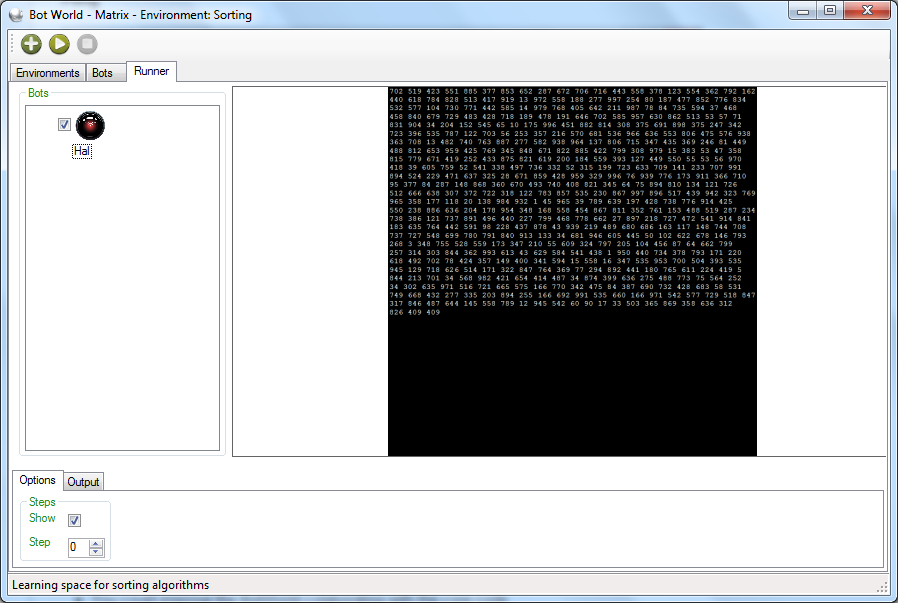 Bot World - Matrix - Environment: Sorting
Environments Bots Runner
Bots
Hal
702 519 423 551 885 377 853 652 287 672 706 716 443 558 378 123 554 362 792 162
440 618 784 828 513 417 919 13 972 558 188 277 997 254 80 187 477 852 776 834
532 577 104 730 771 442 585 14 979 768 405 642 211 987 78 84 735 594 37 468
458 840 679 729 483 428 718 189 478 191 646 702 585 957 630 862 513 53 57 71
831 904 34 204 152 545 65 10 175 996 451 882 814 308 375 691 898 375 247 342
723 396 535 787 122 703 56 253 357 216 570 681 536 966 636 553 806 475 576 938
363 708 13 482 740 763 887 277 582 938 964 137 806 715 347 435 369 246 81 449
488 812 653 959 425 769 345 848 671 822 885 422 799 308 979 15 383 53 47 358
815 779 671 419 252 433 875 821 619 200 184 559 393 127 449 550 55 53 56 970
418 39 605 759 52 541 338 497 736 332 52 315 199 723 633 709 141 233 707 991
894 524 229 471 637 325 28 671 859 428 959 329 996 76 939 776 173 911 366 710
95 377 84 287 148 868 360 670 493 740 408 821 345 64 75 894 810 134 121 726
512 666 638 307 372 722 318 122 783 857 535 230 867 997 896 517 439 942 323 769
965 358 177 118 20 138 984 932 1 45 965 39 789 639 197 428 738 776 914 425
550 238 886 636 204 178 954 348 168 558 454 867 811 352 761 153 488 519 287 234
738 386 121 737 891 496 440 227 799 468 778 662 27 897 218 727 472 541 914 841
183 635 764 442 591 98 228 437 878 43 939 219 489 680 686 163 117 148 744 708
737 727 548 699 780 791 840 913 133 34 681 946 605 445 50 102 622 678 146 793
268 3 348 755 528 559 173 347 210 55 609 324 797 205 104 456 87 64 662 799
257 314 303 844 362 993 613 43 629 584 541 438 1 950 440 734 378 793 171 220
618 492 702 78 424 357 149 400 341 594 15 558 16 347 535 953 700 504 393 535
945 129 718 626 514 171 322 847 764 369 77 294 892 441 180 765 611 224 419 5
844 213 701 34 568 982 421 654 414 487 34 874 399 636 275 488 773 75 564 252
34 302 635 971 516 721 665 575 166 770 342 475 84 387 690 732 428 683 58 531
749 668 432 277 335 203 894 255 166 692 991 535 660 166 971 542 577 729 518 847
317 846 487 644 145 558 789 12 945 542 60 90 17 33 503 365 869 358 636 312
826 409 409
Options Output
Steps
Show
Step 0
Learning space for sorting algorithms